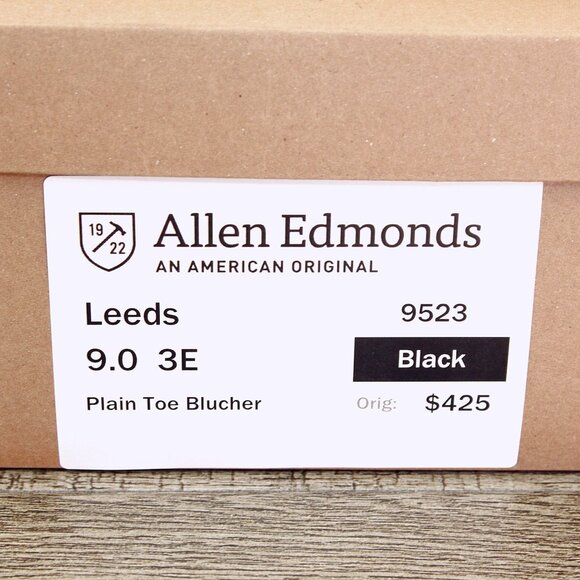 19 22
Allen Edmonds
AN AMERICAN ORIGINAL
Leeds 9523
9.0 3E Black
Plain Toe Blucher Orig: $425